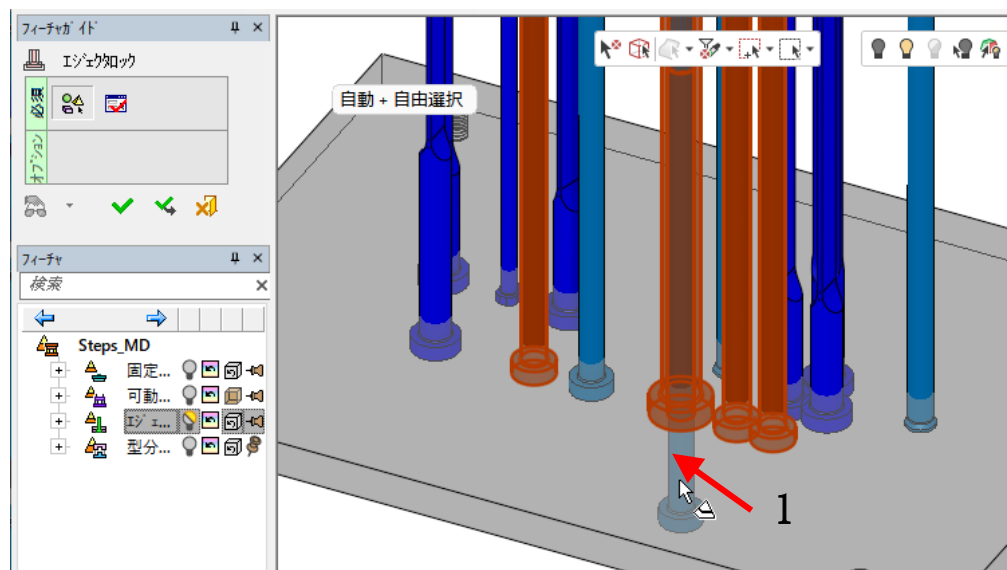 フィーチャガイド
エジェクタロック
必須
オプション
自動 + 自由選択
フィーチャ
検索
Steps_MD
固定...
可動...
エジェ...
型分...
1